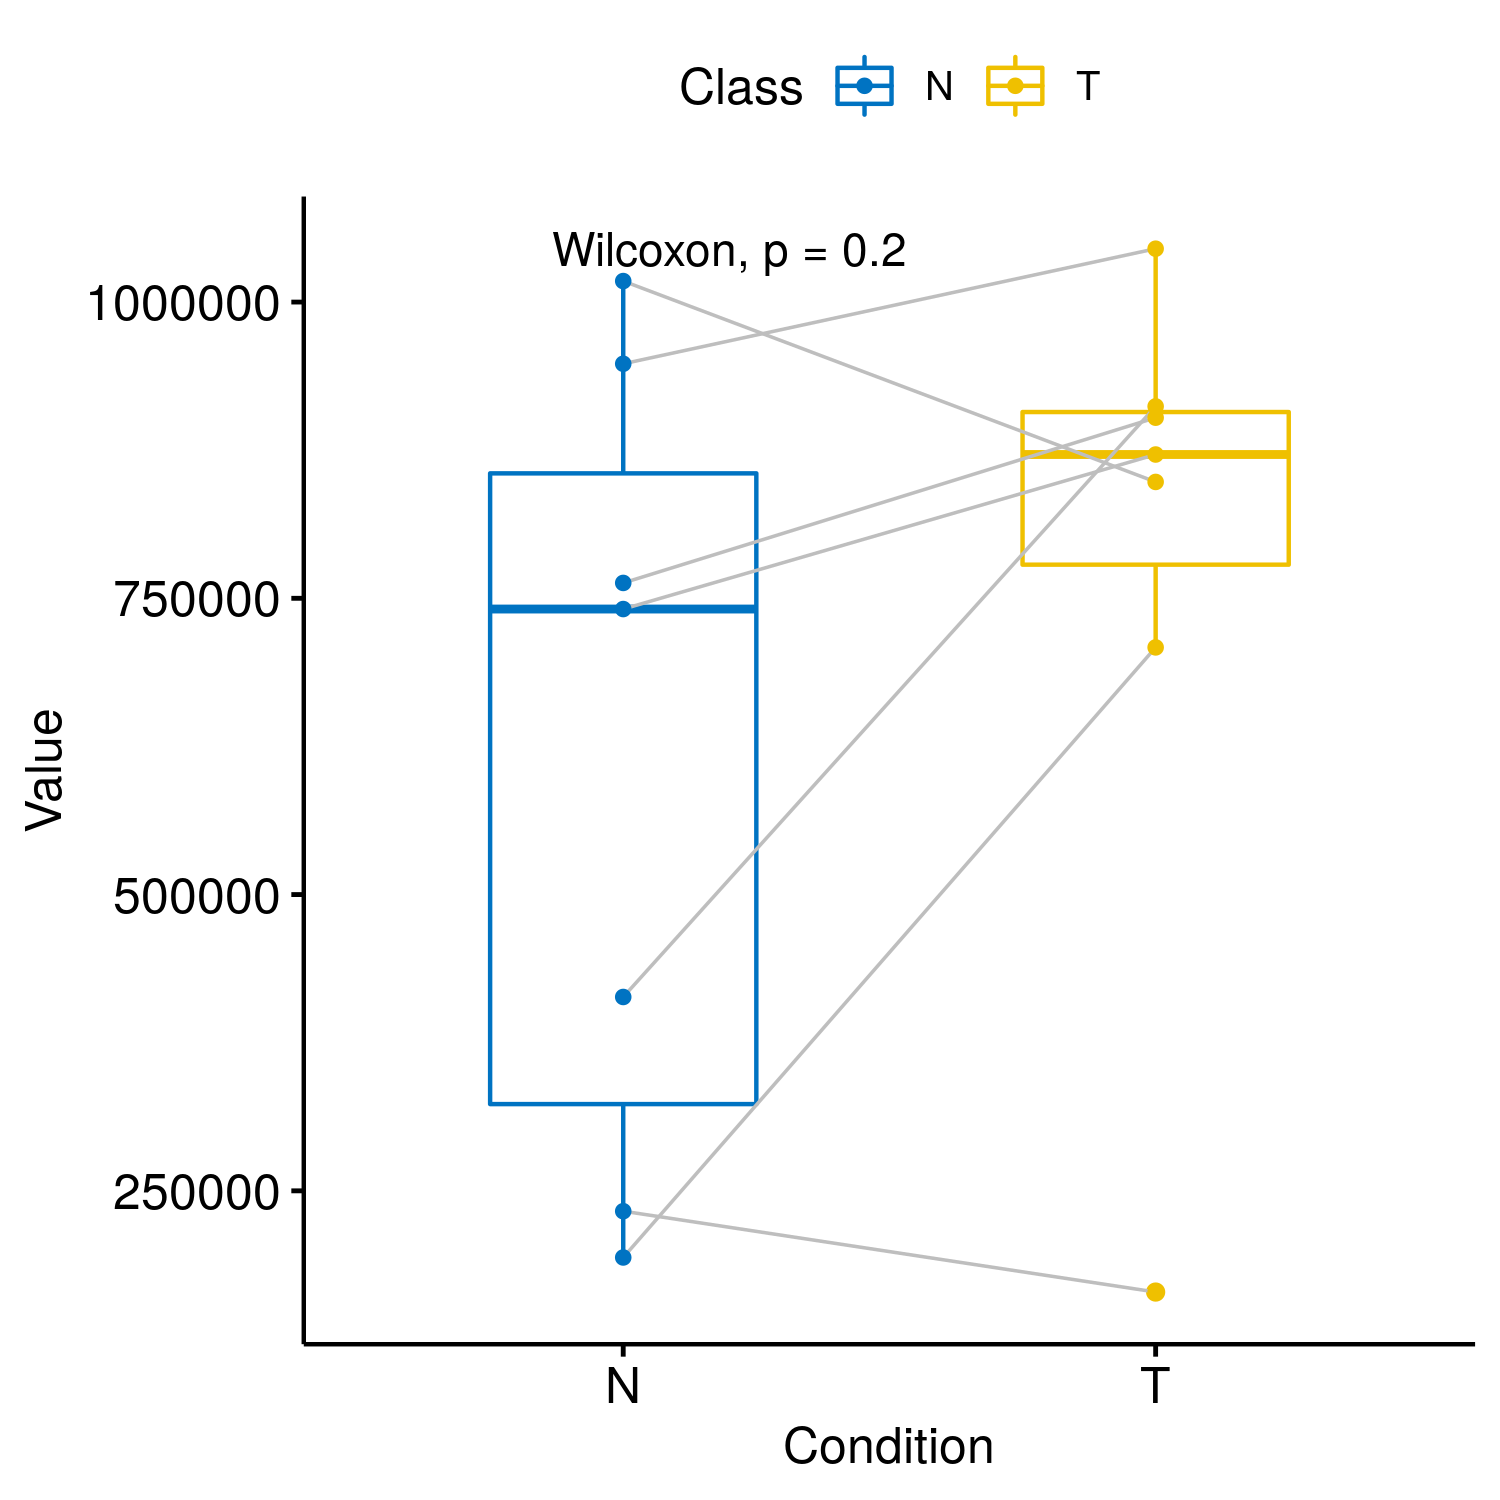 Class N T
Wilcoxon, p = 0.2
1000000
750000
500000
250000
Value
N T
Condition